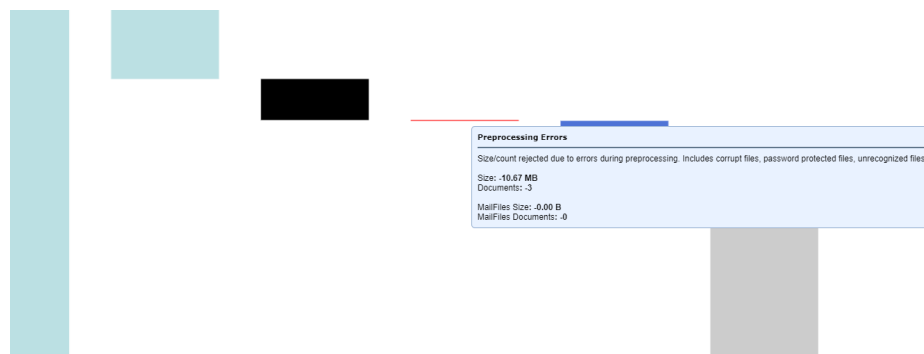 Preprocessing Errors
Size/count rejected due to errors during preprocessing. Includes corrupt files, password protected files, unrecognized files
Size: -10.67 MB
Documents: -3
MailFiles Size: -0.00 B
MailFiles Documents: -0